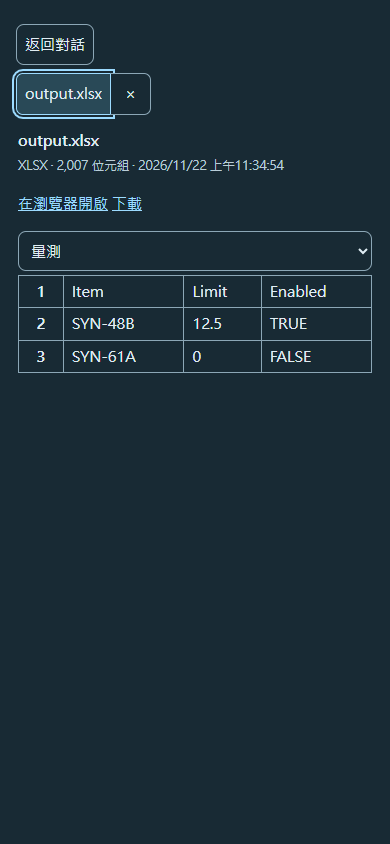 返回對話
output.xlsx ×
output.xlsx
XLSX · 2,007 位元組 · 2026/11/22 上午11:34:54
在瀏覽器開啟 下載
量測
1 Item Limit Enabled
2 SYN-48B 12.5 TRUE
3 SYN-61A 0 FALSE